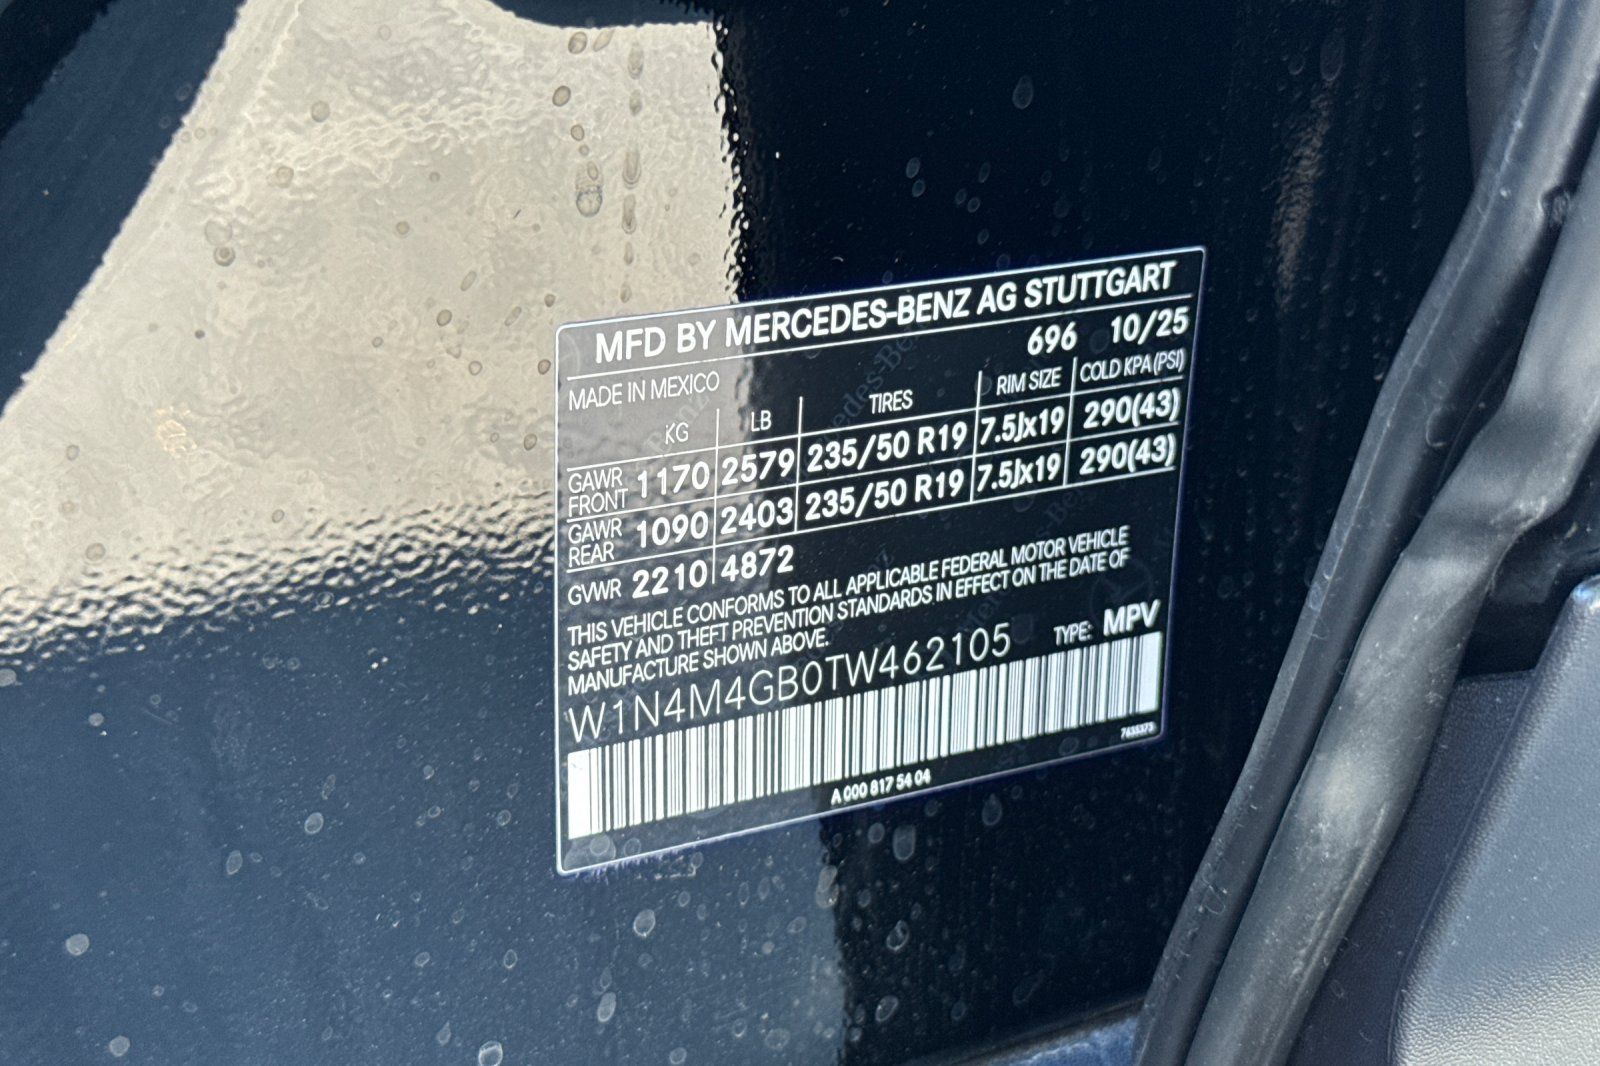 MFD BY MERCEDES-BENZ AG STUTTGART
MADE IN MEXICO 696 10/25
KG LB TIRES RIM SIZE COLD KPA (PSI)
GAWR FRONT 1170 2579 235/50 R19 7.5Jx19 290(43)
GAWR REAR 1090 2403 235/50 R19 7.5Jx19 290(43)
GVWR 2210 4872
THIS VEHICLE CONFORMS TO ALL APPLICABLE FEDERAL MOTOR VEHICLE
SAFETY AND THEFT PREVENTION STANDARDS IN EFFECT ON THE DATE OF
MANUFACTURE SHOWN ABOVE.
W1N4M4GB0TW462105 TYPE: MPV
7435373
A 000 817 54 04